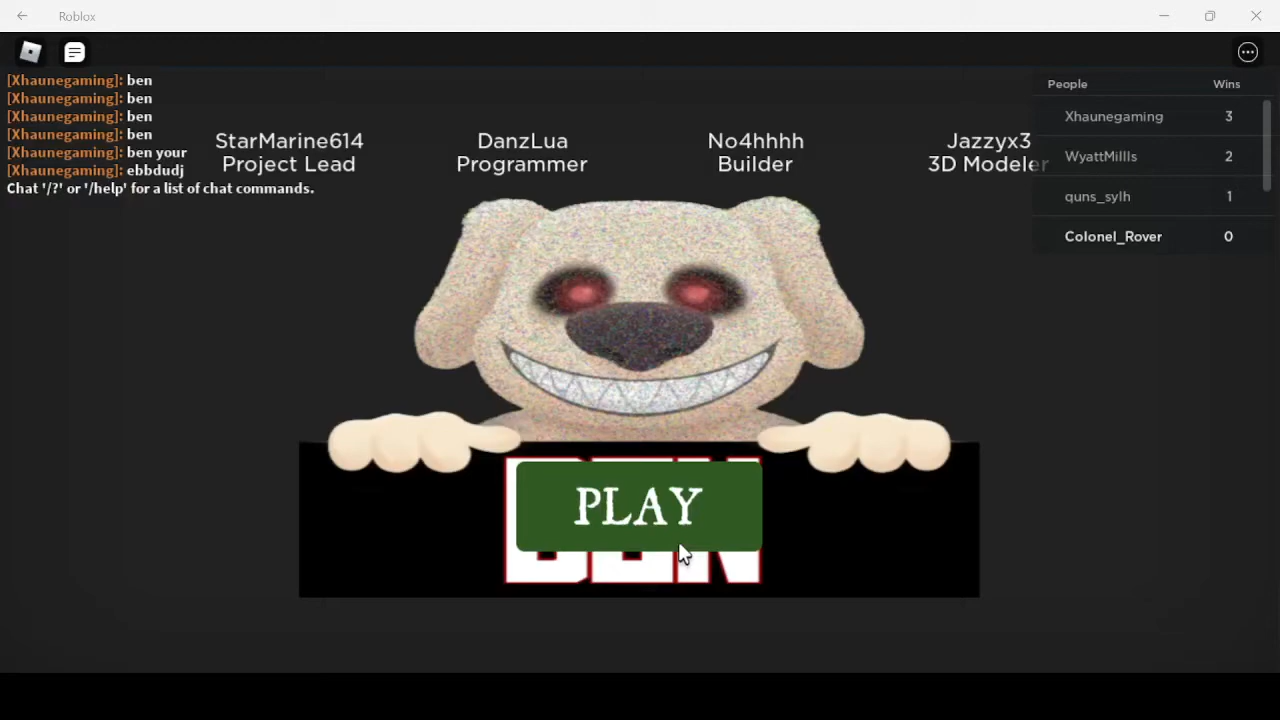 Roblox
[Xhaunegaming]: ben
[Xhaunegaming]: ben
[Xhaunegaming]: ben
[Xhaunegaming]: ben
[Xhaunegaming]: ben your
[Xhaunegaming]: ebbdudj
Chat '/?' or '/help' for a list of chat commands.
StarMarine614
Project Lead
DanzLua
Programmer
No4hhhh
Builder
Jazzyx3
3D Modeler
People Wins
Xhaunegaming 3
WyattMillls 2
quns_sylh 1
Colonel_Rover 0
PLAY
BEN